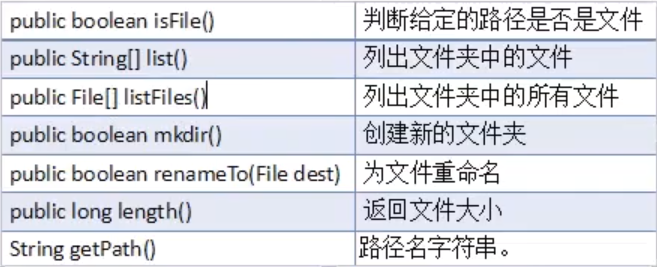 public boolean isFile() 判断给定的路径是否是文件
public String[] list() 列出文件夹中的文件
public File[] listFiles() 列出文件夹中的所有文件
public boolean mkdir() 创建新的文件夹
public boolean renameTo(File dest) 为文件重命名
public long length() 返回文件大小
String getPath() 路径名字符串。